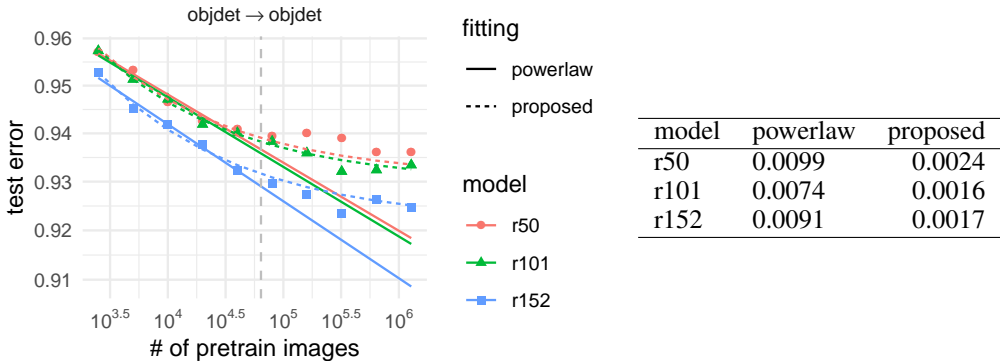 objdet → objdet
0.96
0.95
0.94
0.93
0.92
0.91
test error
10^3.5 10^4 10^4.5 10^5 10^5.5 10^6
# of pretrain images
fitting
powerlaw
proposed
model
r50
r101
r152
model powerlaw proposed
r50 0.0099 0.0024
r101 0.0074 0.0016
r152 0.0091 0.0017